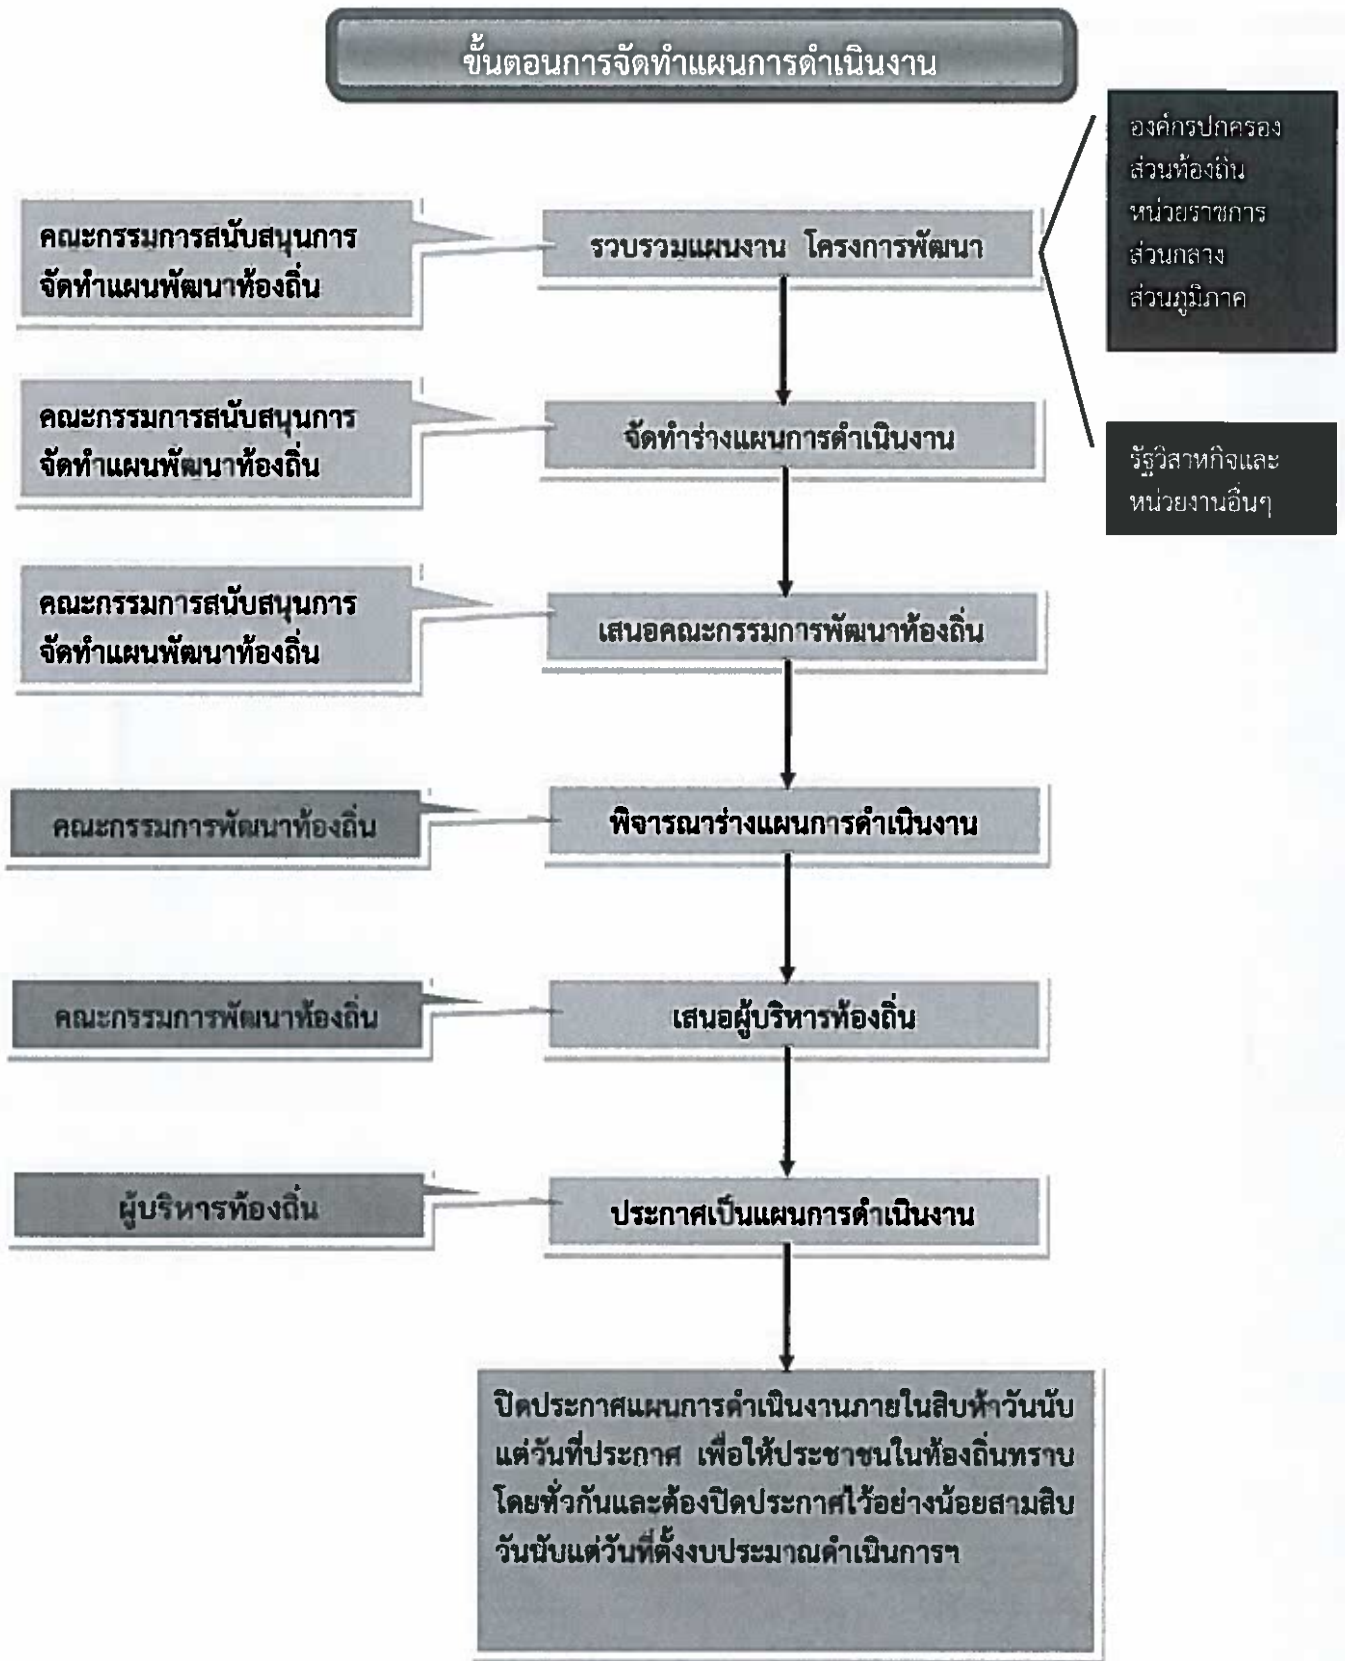 ขั้นตอนการจัดทำแผนการดำเนินงาน
องค์กรปกครอง
ส่วนท้องถิ่น
หน่วยราชการ
ส่วนกลาง
ส่วนภูมิภาค
คณะกรรมการสนับสนุนการ
จัดทำแผนพัฒนาท้องถิ่น
รวบรวมแผนงาน โครงการพัฒนา
คณะกรรมการสนับสนุนการ
จัดทำแผนพัฒนาท้องถิ่น
จัดทำร่างแผนการดำเนินงาน
รัฐวิสาหกิจและ
หน่วยงานอื่นๆ
คณะกรรมการสนับสนุนการ
จัดทำแผนพัฒนาท้องถิ่น
เสนอคณะกรรมการพัฒนาท้องถิ่น
คณะกรรมการพัฒนาท้องถิ่น
พิจารณาร่างแผนการดำเนินงาน
คณะกรรมการพัฒนาท้องถิ่น
เสนอผู้บริหารท้องถิ่น
ผู้บริหารท้องถิ่น
ประกาศเป็นแผนการดำเนินงาน
ปิดประกาศแผนการดำเนินงานภายในสิบห้าวันนับ
แต่วันที่ประกาศ เพื่อให้ประชาชนในท้องถิ่นทราบ
โดยทั่วกันและต้องปิดประกาศไว้อย่างน้อยสามสิบ
วันนับแต่วันที่ตั้งงบประมาณดำเนินการฯ